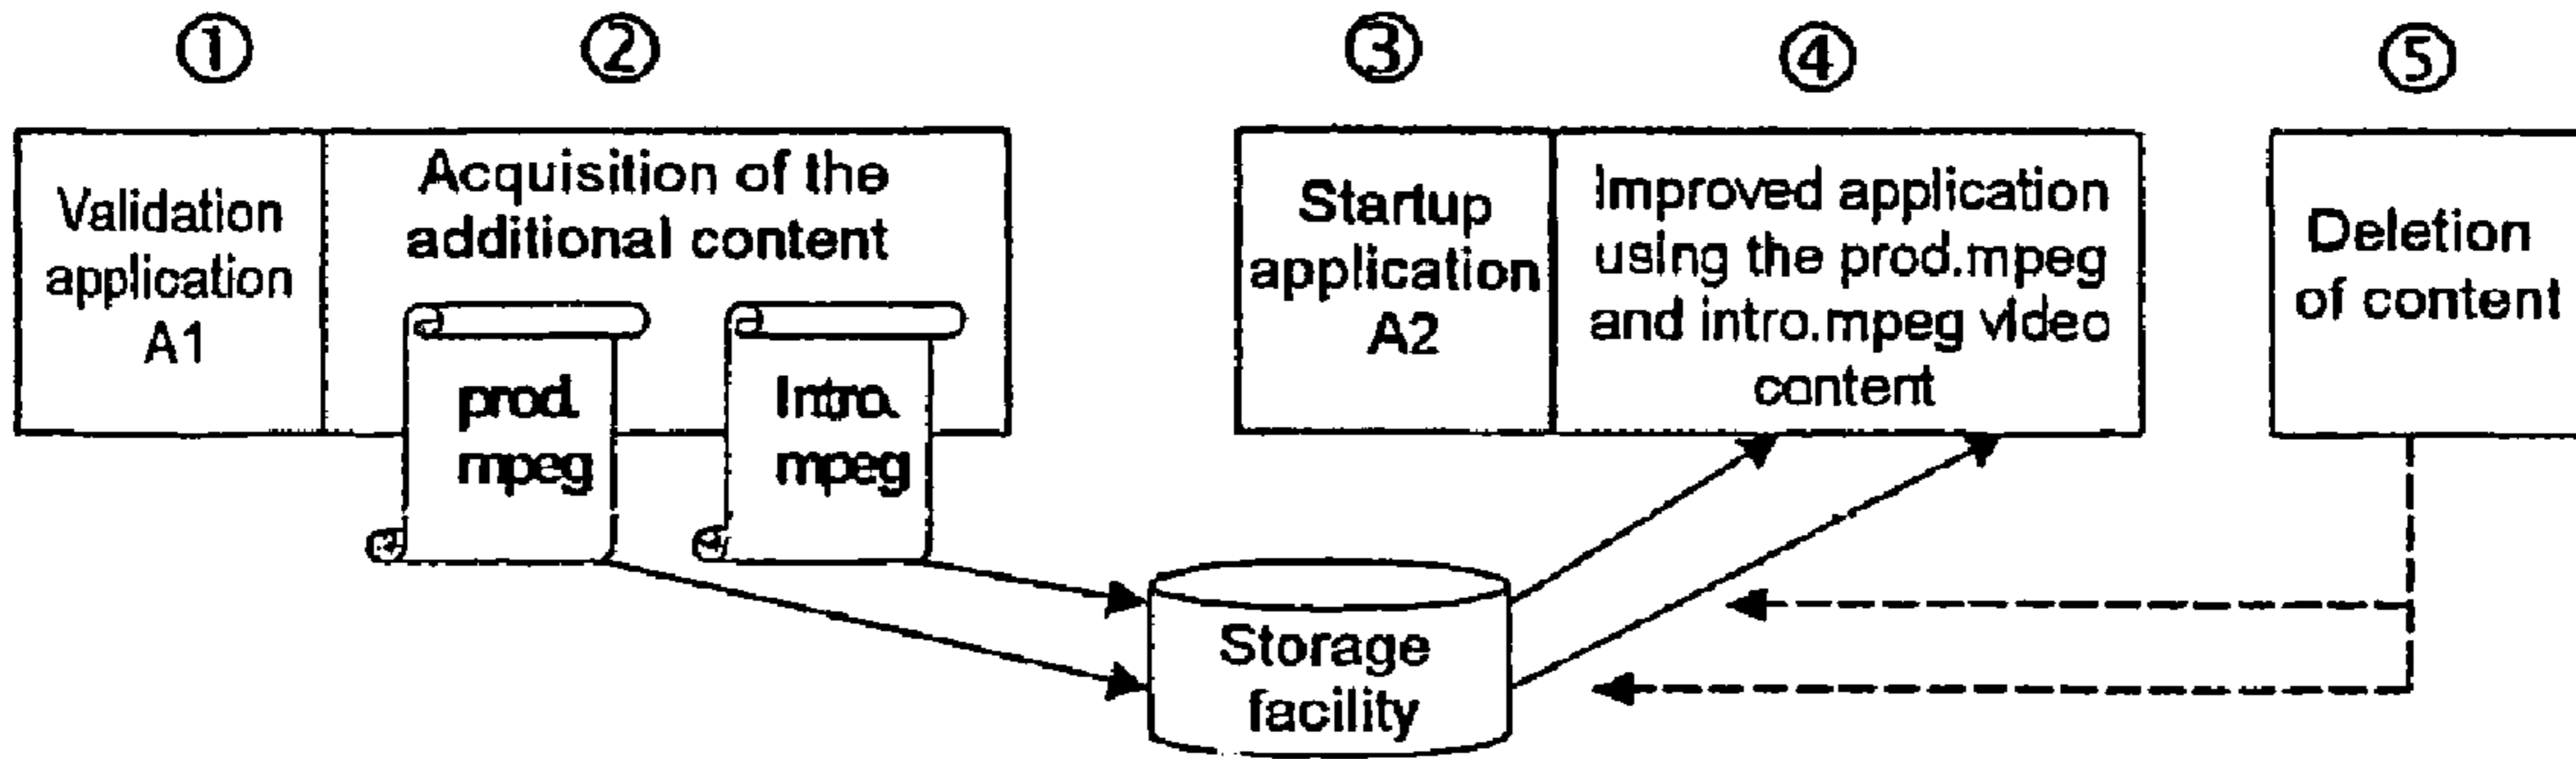 ① ② ③ ④ ⑤
Validation
application
A1
Acquisition of the
additional content
prod.
mpeg
Intro.
mpeg
Startup
application
A2
Improved application
using the prod.mpeg
and intro.mpeg video
content
Deletion
of content
Storage
facility